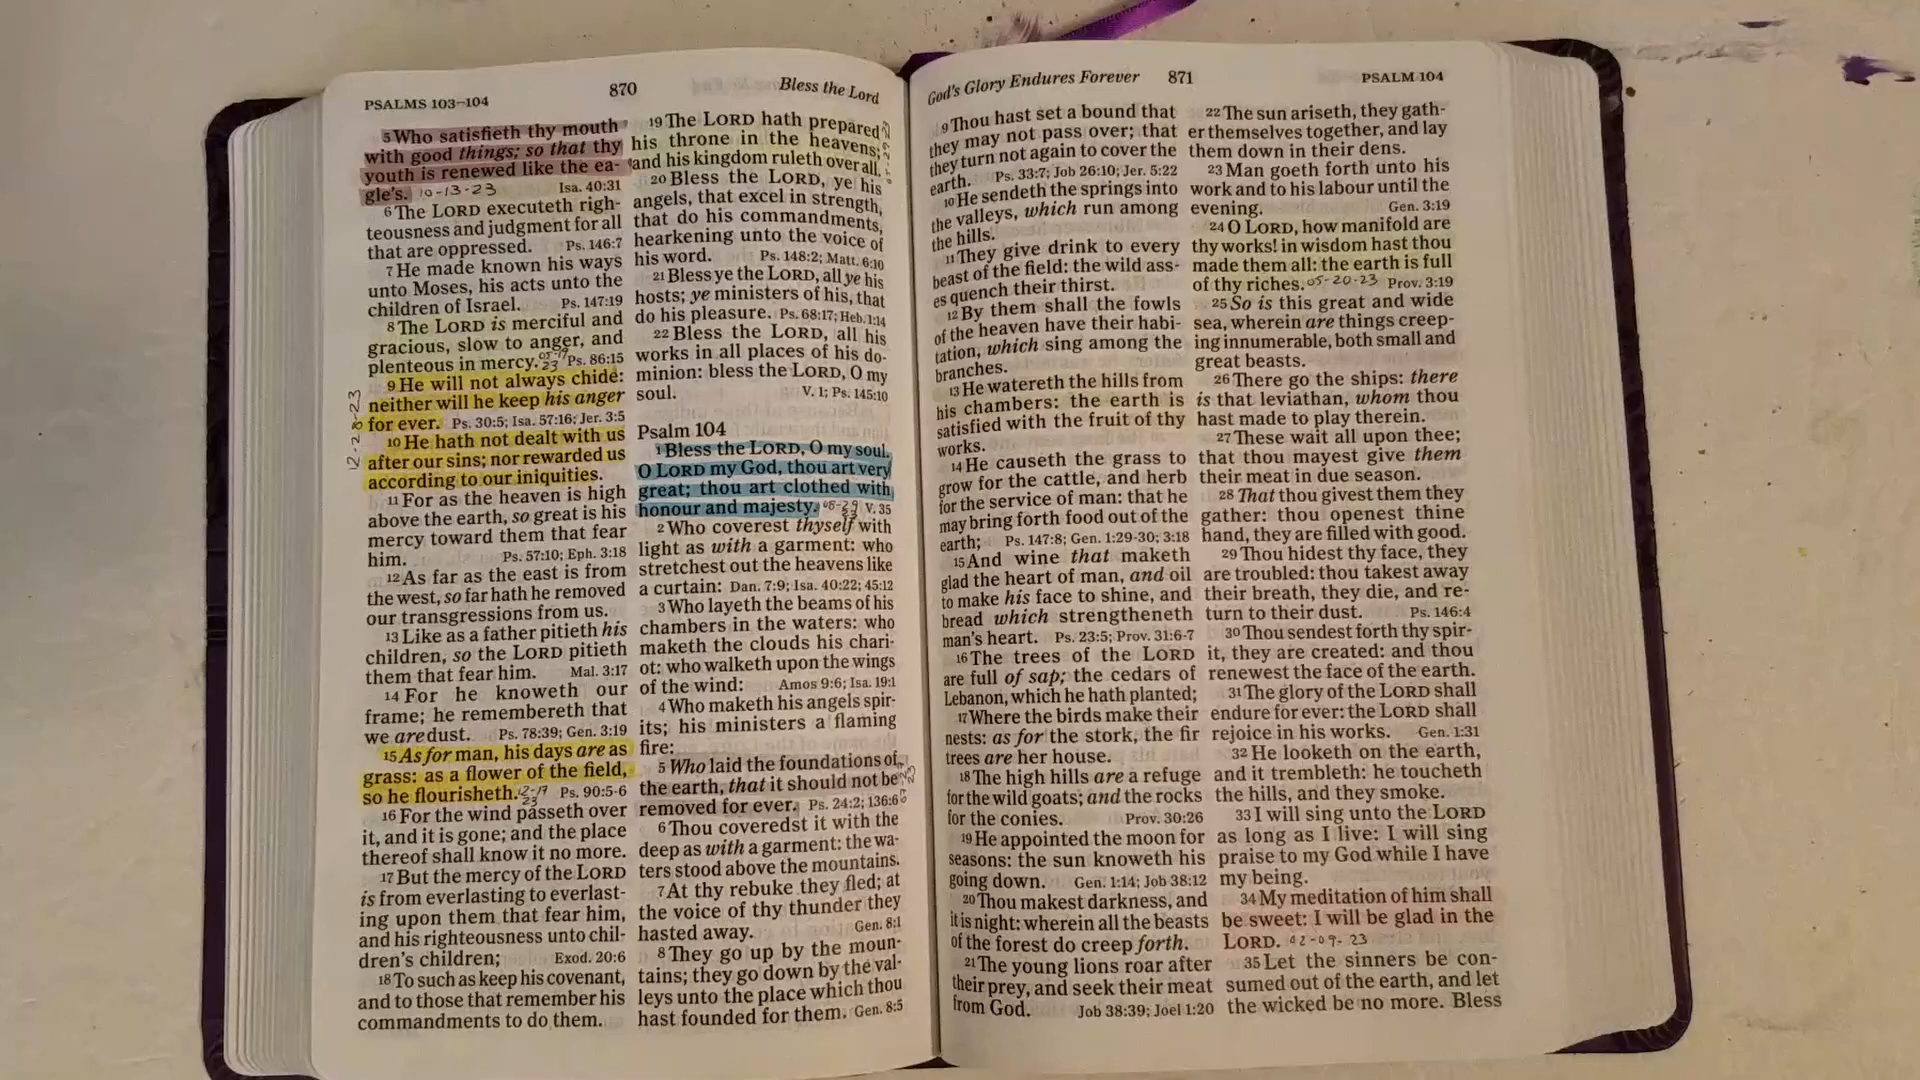 PSALMS 103–104
870
Bless the Lord
5 Who satisfieth thy mouth
with good things; so that thy
youth is renewed like the ea-
gle's. 10-13-23 Isa. 40:31
6 The LORD executeth righ-
teousness and judgment for all
that are oppressed. Ps. 146:7
7 He made known his ways
unto Moses, his acts unto the
children of Israel. Ps. 147:19
8 The LORD is merciful and
gracious, slow to anger, and
plenteous in mercy. 05-17 23 Ps. 86:15
9 He will not always chide:
neither will he keep his anger
for ever. Ps. 30:5; Isa. 57:16; Jer. 3:5
10 He hath not dealt with us
after our sins; nor rewarded us
according to our iniquities.
11 For as the heaven is high
above the earth, so great is his
mercy toward them that fear
him. Ps. 57:10; Eph. 3:18
12 As far as the east is from
the west, so far hath he removed
our transgressions from us.
13 Like as a father pitieth his
children, so the LORD pitieth
them that fear him. Mal. 3:17
14 For he knoweth our
frame; he remembereth that
we are dust. Ps. 78:39; Gen. 3:19
15 As for man, his days are as
grass: as a flower of the field,
so he flourisheth. 12-17 23 Ps. 90:5-6
16 For the wind passeth over
it, and it is gone; and the place
thereof shall know it no more.
17 But the mercy of the LORD
is from everlasting to everlast-
ing upon them that fear him,
and his righteousness unto chil-
dren's children; Exod. 20:6
18 To such as keep his covenant,
and to those that remember his
commandments to do them.
19 The LORD hath prepared
his throne in the heavens;
and his kingdom ruleth over all.
20 Bless the LORD, ye his
angels, that excel in strength,
that do his commandments,
hearkening unto the voice of
his word. Ps. 148:2; Matt. 6:10
21 Bless ye the LORD, all ye his
hosts; ye ministers of his, that
do his pleasure. Ps. 68:17; Heb. 1:14
22 Bless the LORD, all his
works in all places of his do-
minion: bless the LORD, O my
soul. V. 1; Ps. 145:10
Psalm 104
1 Bless the LORD, O my soul.
O LORD my God, thou art very
great; thou art clothed with
honour and majesty. V. 35
2 Who coverest thyself with
light as with a garment: who
stretchest out the heavens like
a curtain: Dan. 7:9; Isa. 40:22; 45:12
3 Who layeth the beams of his
chambers in the waters: who
maketh the clouds his chari-
ot: who walketh upon the wings
of the wind: Amos 9:6; Isa. 19:1
4 Who maketh his angels spir-
its; his ministers a flaming
fire:
5 Who laid the foundations of
the earth, that it should not be
removed for ever. Ps. 24:2; 136:6
6 Thou coveredst it with the
deep as with a garment: the wa-
ters stood above the mountains.
7 At thy rebuke they fled; at
the voice of thy thunder they
hasted away. Gen. 8:1
8 They go up by the moun-
tains; they go down by the val-
leys unto the place which thou
hast founded for them. Gen. 8:5
God's Glory Endures Forever
871
PSALM 104
9 Thou hast set a bound that
they may not pass over; that
they turn not again to cover the
earth. Ps. 33:7; Job 26:10; Jer. 5:22
10 He sendeth the springs into
the valleys, which run among
the hills.
11 They give drink to every
beast of the field: the wild ass-
es quench their thirst.
12 By them shall the fowls
of the heaven have their habi-
tation, which sing among the
branches.
13 He watereth the hills from
his chambers: the earth is
satisfied with the fruit of thy
works.
14 He causeth the grass to
grow for the cattle, and herb
for the service of man: that he
may bring forth food out of the
earth; Ps. 147:8; Gen. 1:29-30; 3:18
15 And wine that maketh
glad the heart of man, and oil
to make his face to shine, and
bread which strengtheneth
man's heart. Ps. 23:5; Prov. 31:6-7
16 The trees of the LORD
are full of sap; the cedars of
Lebanon, which he hath planted;
17 Where the birds make their
nests: as for the stork, the fir
trees are her house.
18 The high hills are a refuge
for the wild goats; and the rocks
for the conies. Prov. 30:26
19 He appointed the moon for
seasons: the sun knoweth his
going down. Gen. 1:14; Job 38:12
20 Thou makest darkness, and
it is night: wherein all the beasts
of the forest do creep forth.
21 The young lions roar after
their prey, and seek their meat
from God. Job 38:39; Joel 1:20
22 The sun ariseth, they gath-
er themselves together, and lay
them down in their dens.
23 Man goeth forth unto his
work and to his labour until the
evening. Gen. 3:19
24 O LORD, how manifold are
thy works! in wisdom hast thou
made them all: the earth is full
of thy riches. 05-20-23 Prov. 3:19
25 So is this great and wide
sea, wherein are things creep-
ing innumerable, both small and
great beasts.
26 There go the ships: there
is that leviathan, whom thou
hast made to play therein.
27 These wait all upon thee;
that thou mayest give them
their meat in due season.
28 That thou givest them they
gather: thou openest thine
hand, they are filled with good.
29 Thou hidest thy face, they
are troubled: thou takest away
their breath, they die, and re-
turn to their dust. Ps. 146:4
30 Thou sendest forth thy spir-
it, they are created: and thou
renewest the face of the earth.
31 The glory of the LORD shall
endure for ever: the LORD shall
rejoice in his works. Gen. 1:31
32 He looketh on the earth,
and it trembleth: he toucheth
the hills, and they smoke.
33 I will sing unto the LORD
as long as I live: I will sing
praise to my God while I have
my being.
34 My meditation of him shall
be sweet: I will be glad in the
LORD. 02-09-23
35 Let the sinners be con-
sumed out of the earth, and let
the wicked be no more. Bless